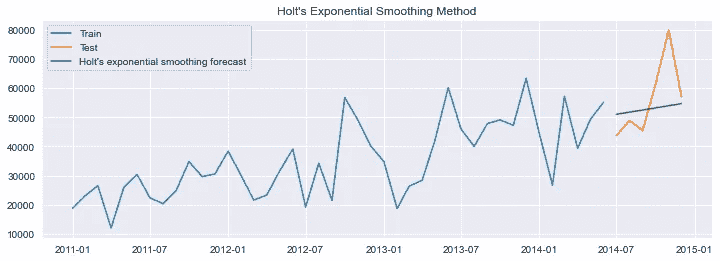 Holt's Exponential Smoothing Method
Train
Test
Holt's exponential smoothing forecast
80000
70000
60000
50000
40000
30000
20000
10000
2011-01 2011-07 2012-01 2012-07 2013-01 2013-07 2014-01 2014-07 2015-01